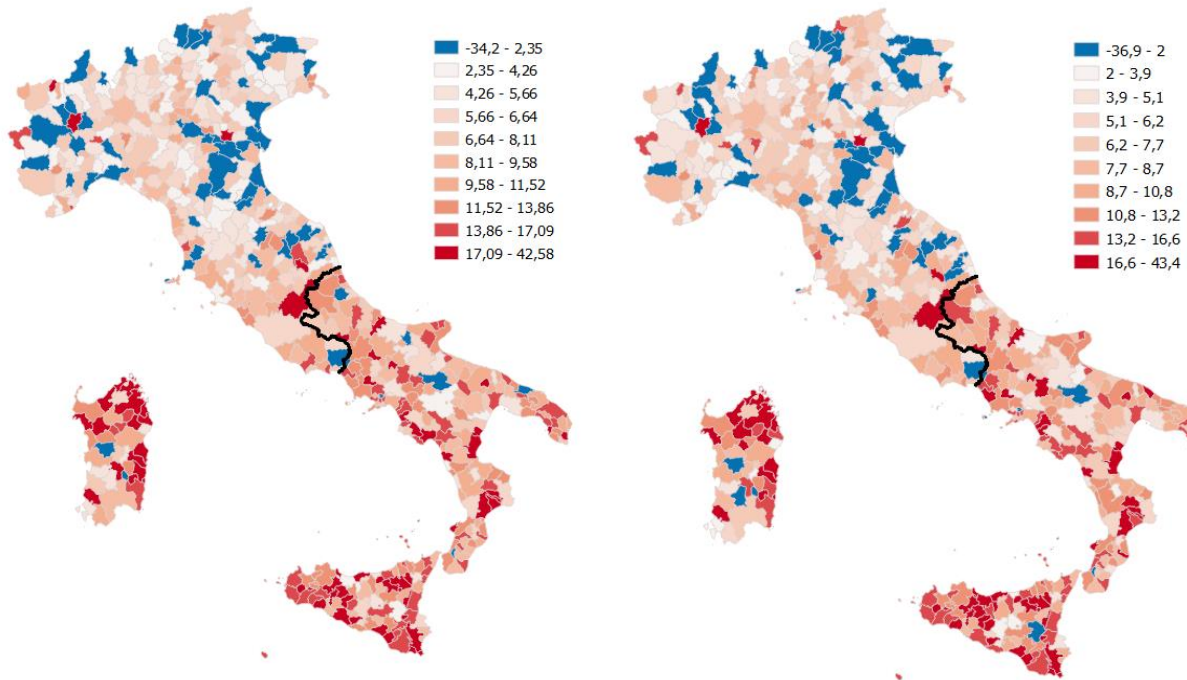 -34,2 - 2,35
2,35 - 4,26
4,26 - 5,66
5,66 - 6,64
6,64 - 8,11
8,11 - 9,58
9,58 - 11,52
11,52 - 13,86
13,86 - 17,09
17,09 - 42,58
-36,9 - 2
2 - 3,9
3,9 - 5,1
5,1 - 6,2
6,2 - 7,7
7,7 - 8,7
8,7 - 10,8
10,8 - 13,2
13,2 - 16,6
16,6 - 43,4